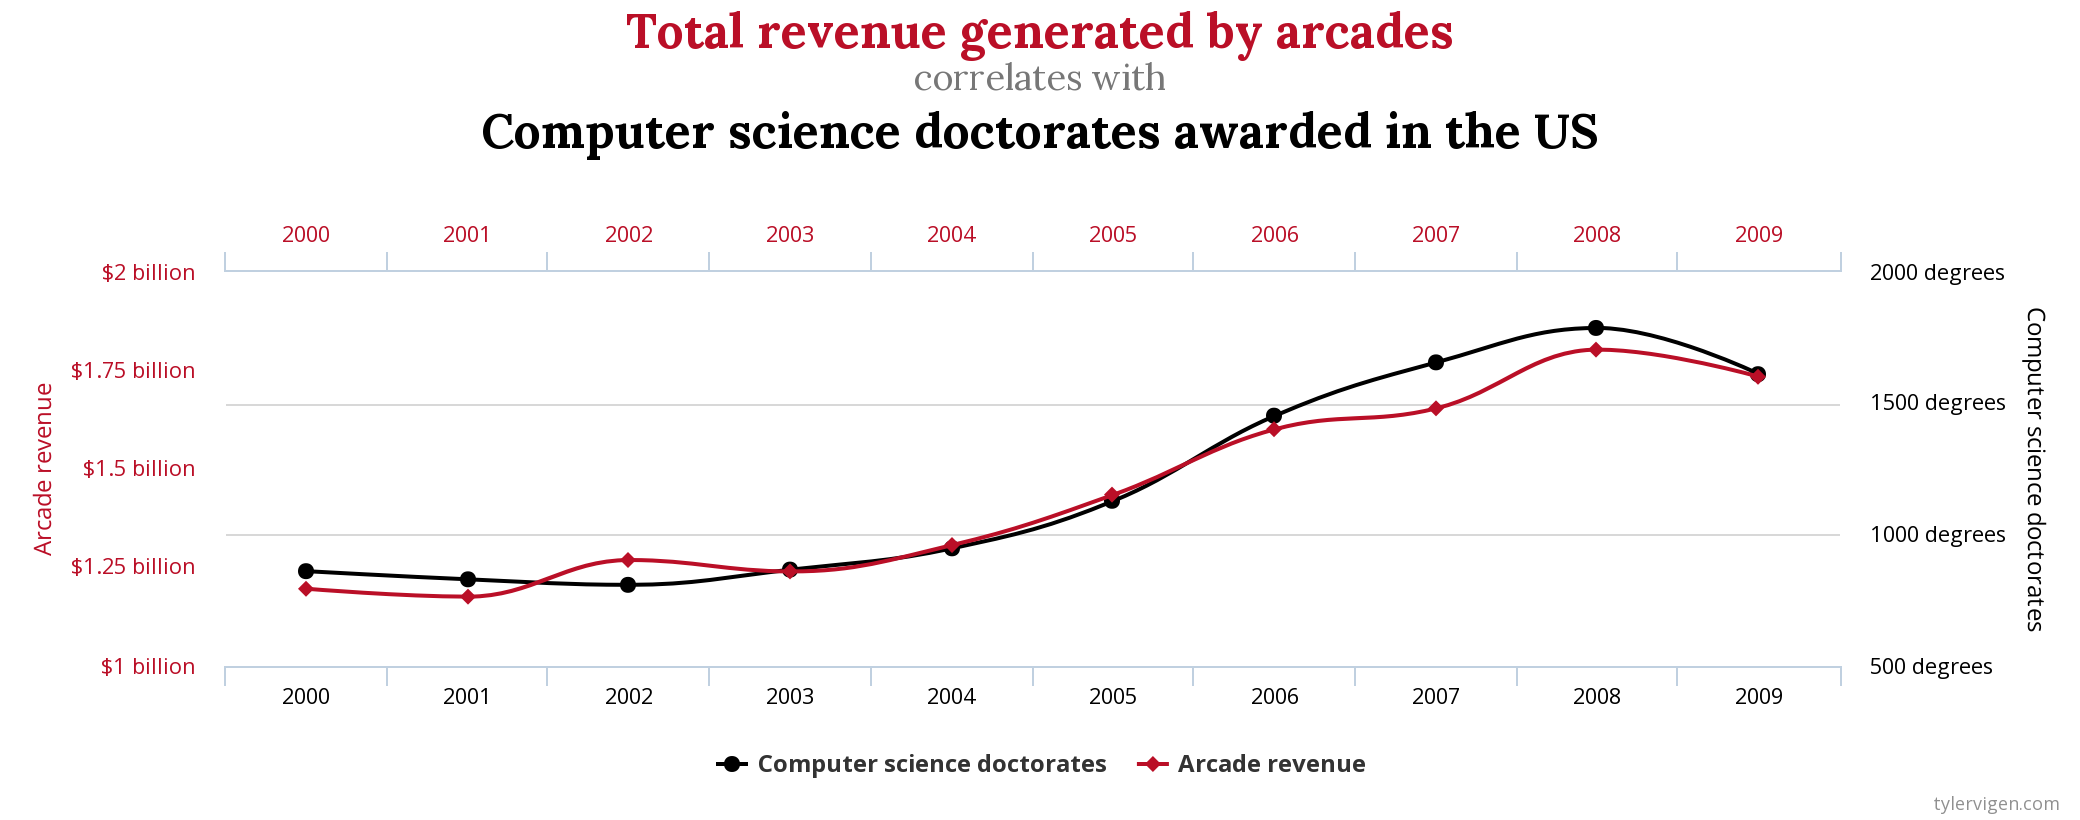 Total revenue generated by arcades
correlates with
Computer science doctorates awarded in the US
2000 2001 2002 2003 2004 2005 2006 2007 2008 2009
$2 billion
$1.75 billion
$1.5 billion
$1.25 billion
$1 billion
Arcade revenue
2000 degrees
1500 degrees
1000 degrees
500 degrees
Computer science doctorates
2000 2001 2002 2003 2004 2005 2006 2007 2008 2009
Computer science doctorates Arcade revenue
tylervigen.com